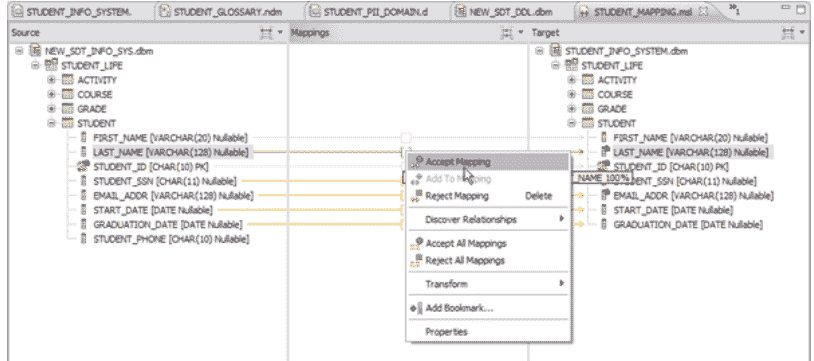 STUDENT_INFO_SYSTEM. STUDENT_GLOSSARY.ndm STUDENT_PII_DOMAIN.d NEW_SDT_DDL.dbm STUDENT_MAPPING.msl »1
Source Mappings Target
NEW_SDT_INFO_SYS.dbm STUDENT_INFO_SYSTEM.dbm
STUDENT_LIFE STUDENT_LIFE
ACTIVITY ACTIVITY
COURSE COURSE
GRADE GRADE
STUDENT STUDENT
FIRST_NAME [VARCHAR(20) Nullable] FIRST_NAME [VARCHAR(20) Nullable]
LAST_NAME [VARCHAR(128) Nullable] Accept Mapping LAST_NAME [VARCHAR(128) Nullable]
STUDENT_ID [CHAR(10) PK] STUDENT_ID [CHAR(10) PK]
STUDENT_SSN [CHAR(11) Nullable] Add To Mapping NAME 100% DENT_SSN [CHAR(11) Nullable]
EMAIL_ADDR [VARCHAR(128) Nullable] Reject Mapping Delete EMAIL_ADDR [VARCHAR(128) Nullable]
START_DATE [DATE Nullable] Discover Relationships START_DATE [DATE Nullable]
GRADUATION_DATE [DATE Nullable] GRADUATION_DATE [DATE Nullable]
STUDENT_PHONE [CHAR(10) Nullable] Accept All Mappings
Reject All Mappings
Transform
Add Bookmark...
Properties